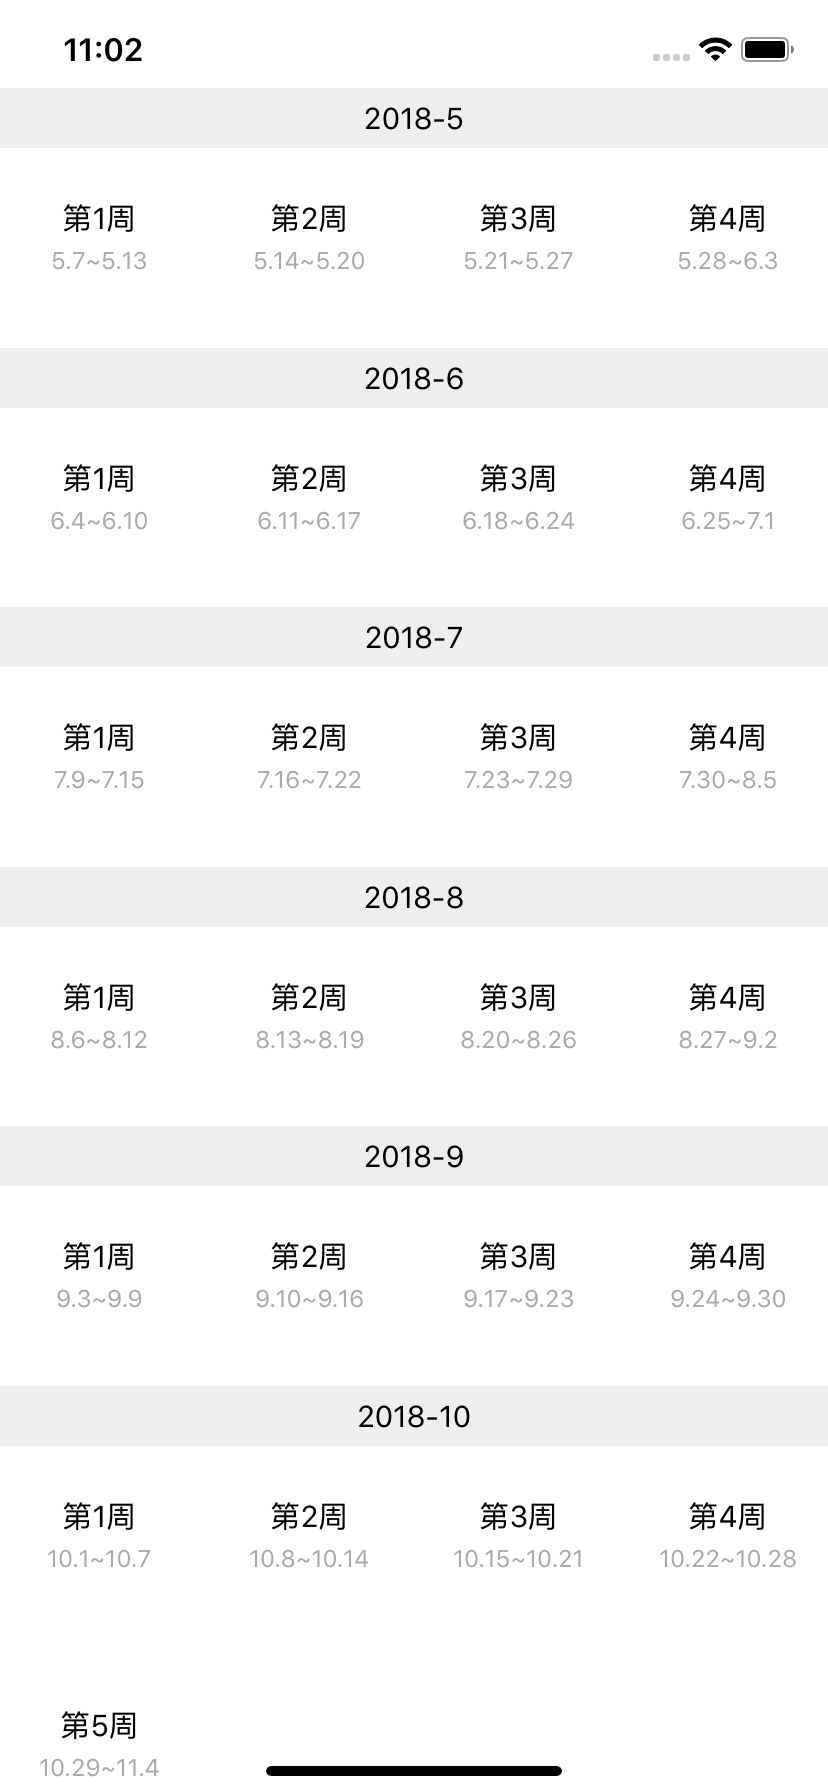 11:02
2018-5
第1周 第2周 第3周 第4周
5.7~5.13 5.14~5.20 5.21~5.27 5.28~6.3
2018-6
第1周 第2周 第3周 第4周
6.4~6.10 6.11~6.17 6.18~6.24 6.25~7.1
2018-7
第1周 第2周 第3周 第4周
7.9~7.15 7.16~7.22 7.23~7.29 7.30~8.5
2018-8
第1周 第2周 第3周 第4周
8.6~8.12 8.13~8.19 8.20~8.26 8.27~9.2
2018-9
第1周 第2周 第3周 第4周
9.3~9.9 9.10~9.16 9.17~9.23 9.24~9.30
2018-10
第1周 第2周 第3周 第4周
10.1~10.7 10.8~10.14 10.15~10.21 10.22~10.28
第5周
10.29~11.4